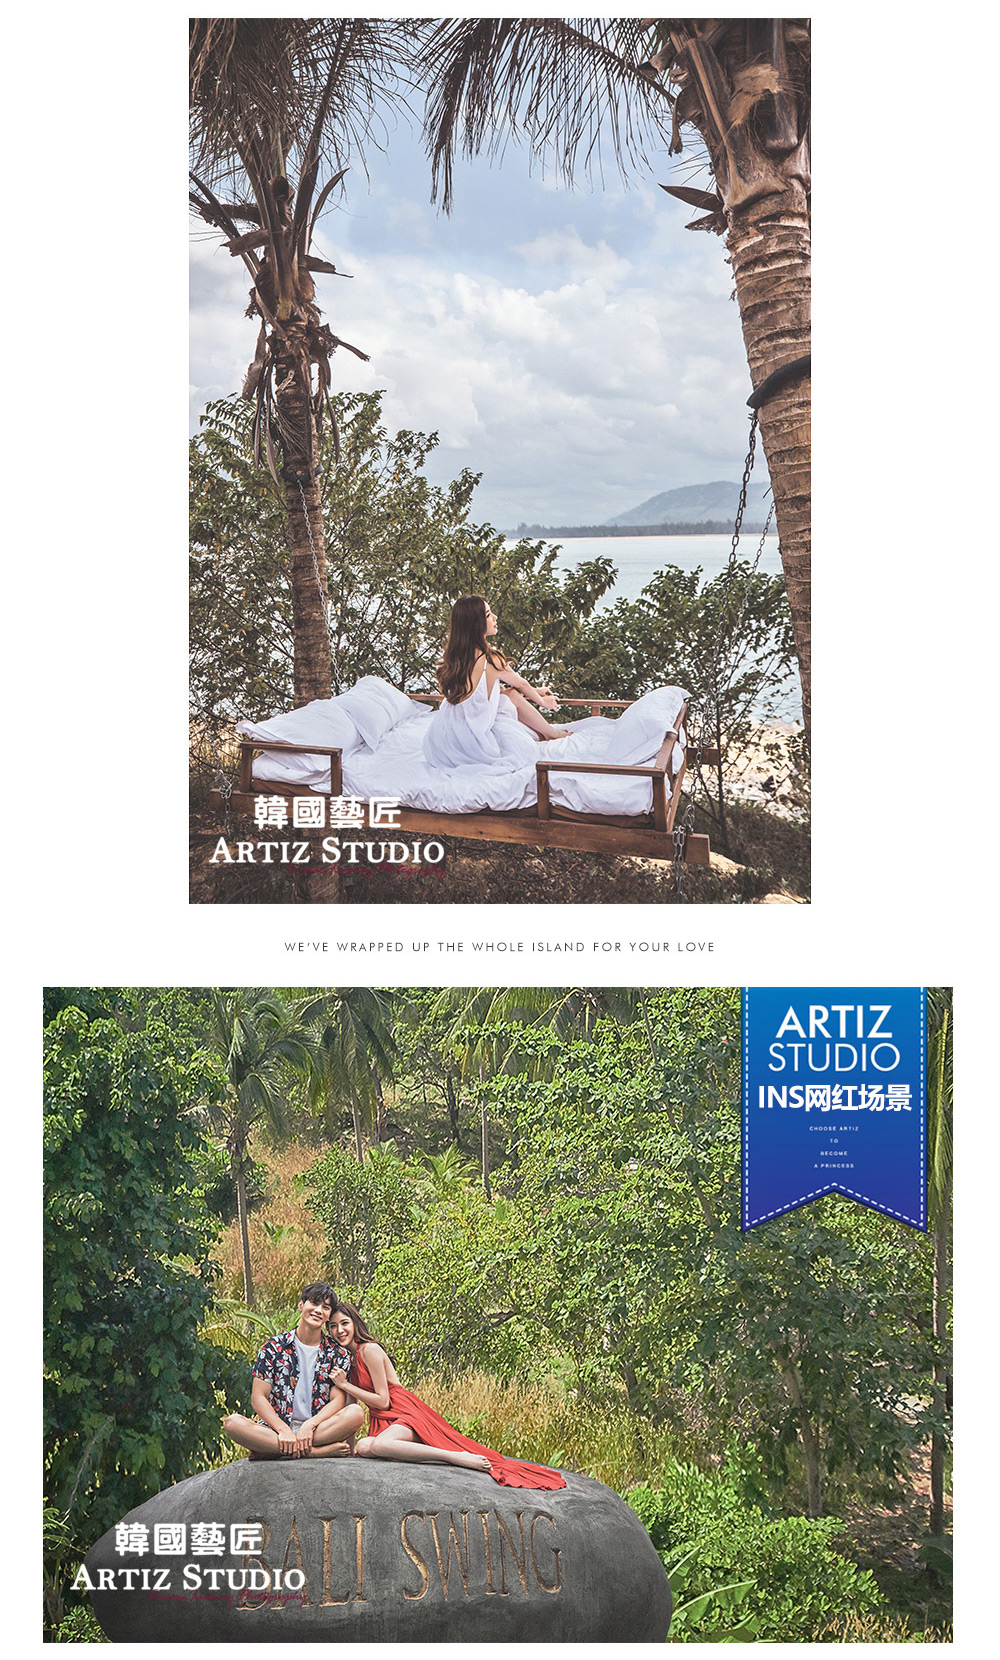 韓國藝匠
ARTIZ STUDIO
WE'VE WRAPPED UP THE WHOLE ISLAND FOR YOUR LOVE
ARTIZ
STUDIO
INS网红场景
CHOOSE ARTIZ
TO
BECOME
A PRINCESS
BALI SWING
韓國藝匠
ARTIZ STUDIO